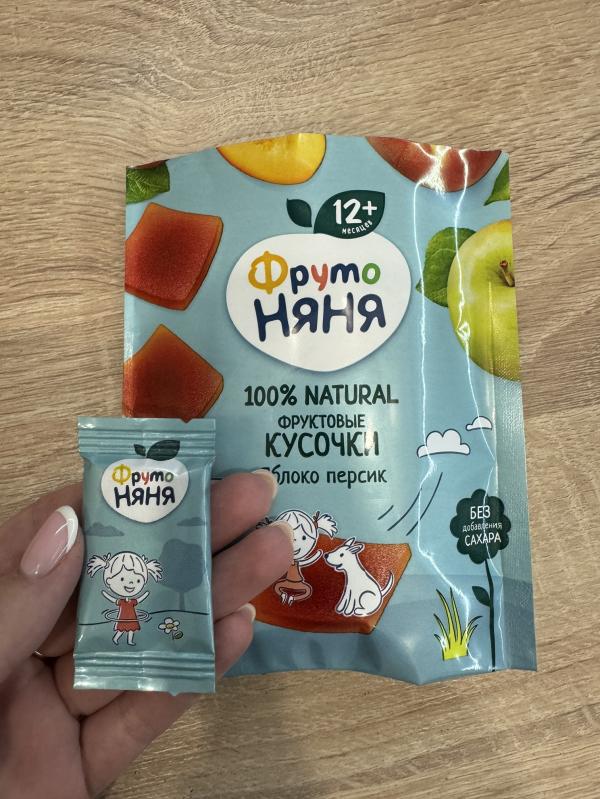 12+
месяцев
Фруто
НЯНЯ
100% NATURAL
ФРУКТОВЫЕ
КУСОЧКИ
яблоко персик
БЕЗ
добавления
САХАРА
Фруто
НЯНЯ